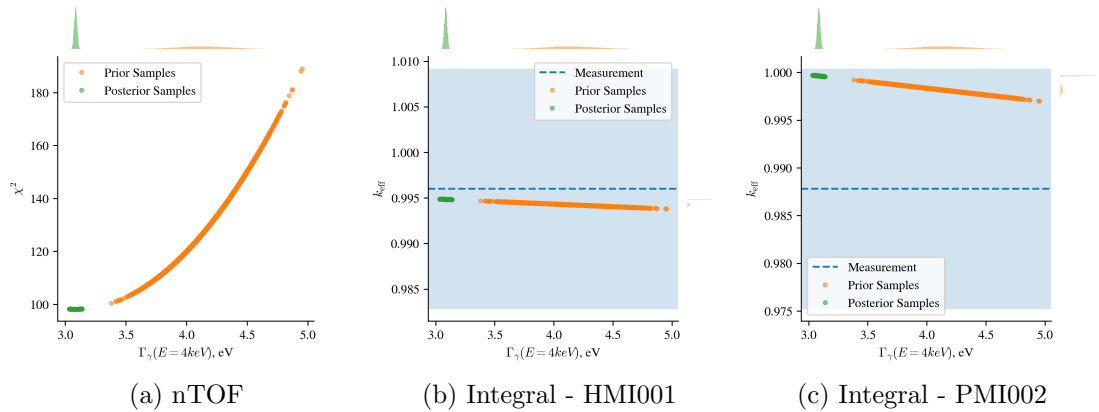 Prior Samples
Posterior Samples
180
160
140
120
100
χ²
3.0 3.5 4.0 4.5 5.0
Γγ(E = 4keV), eV
(a) nTOF
Measurement
Prior Samples
Posterior Samples
1.010
1.005
1.000
0.995
0.990
0.985
keff
3.0 3.5 4.0 4.5 5.0
Γγ(E = 4keV), eV
(b) Integral - HMI001
1.000
0.995
0.990
0.985
0.980
0.975
keff
Measurement
Prior Samples
Posterior Samples
3.0 3.5 4.0 4.5 5.0
Γγ(E = 4keV), eV
(c) Integral - PMI002